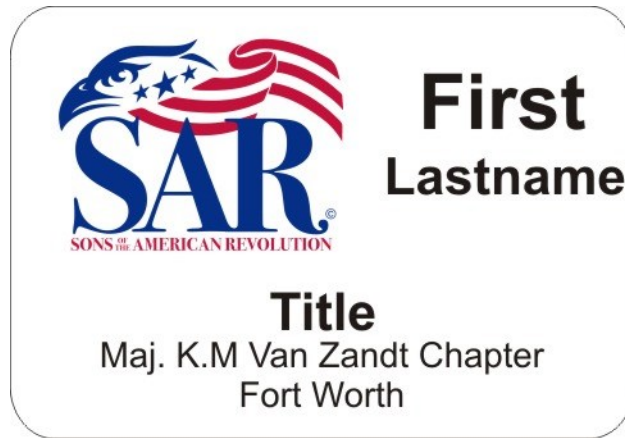 First
Lastname
SAR©
SONS OF THE AMERICAN REVOLUTION
Title
Maj. K.M Van Zandt Chapter
Fort Worth